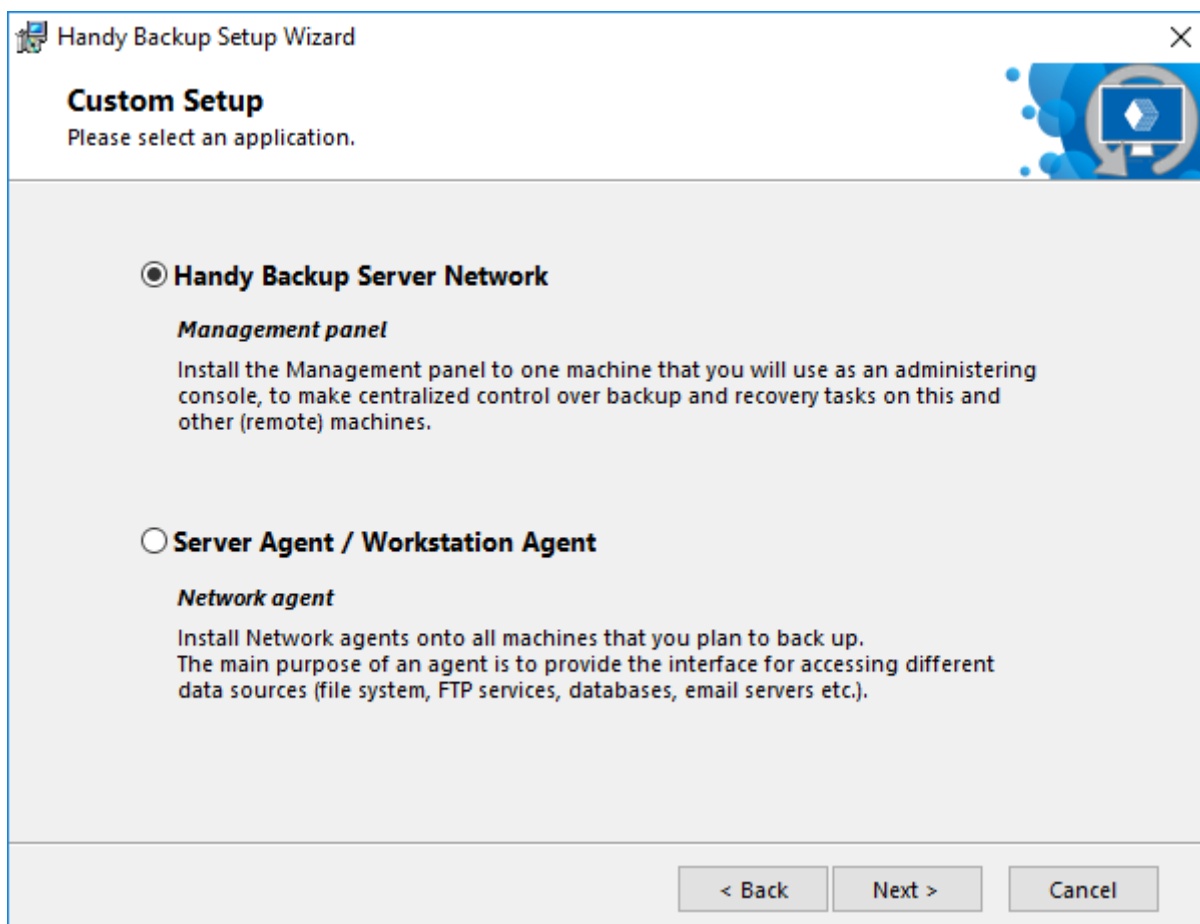 Handy Backup Setup Wizard
Custom Setup
Please select an application.
Handy Backup Server Network
Management panel
Install the Management panel to one machine that you will use as an administering
console, to make centralized control over backup and recovery tasks on this and
other (remote) machines.
Server Agent / Workstation Agent
Network agent
Install Network agents onto all machines that you plan to back up.
The main purpose of an agent is to provide the interface for accessing different
data sources (file system, FTP services, databases, email servers etc.).
< Back Next > Cancel